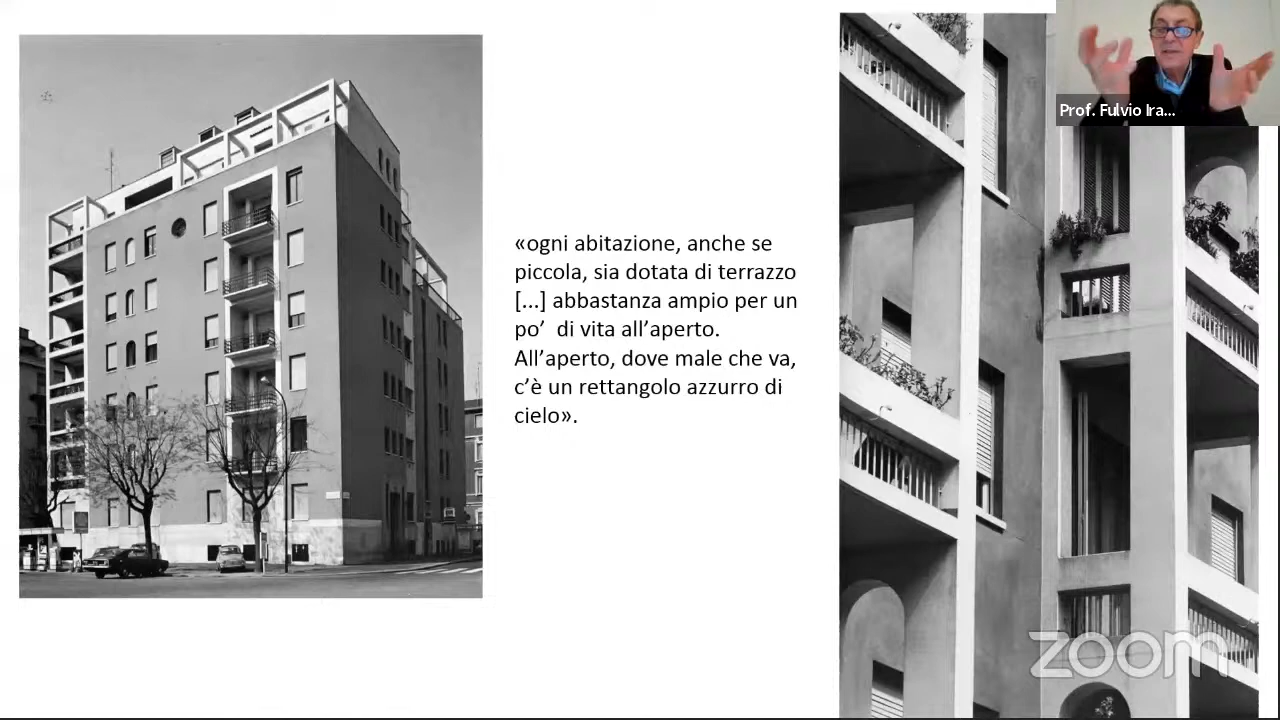 Prof. Fulvio Ira...
«ogni abitazione, anche se
piccola, sia dotata di terrazzo
[...] abbastanza ampio per un
po’  di vita all’aperto.
All’aperto, dove male che va,
c’è un rettangolo azzurro di
cielo».
zoom